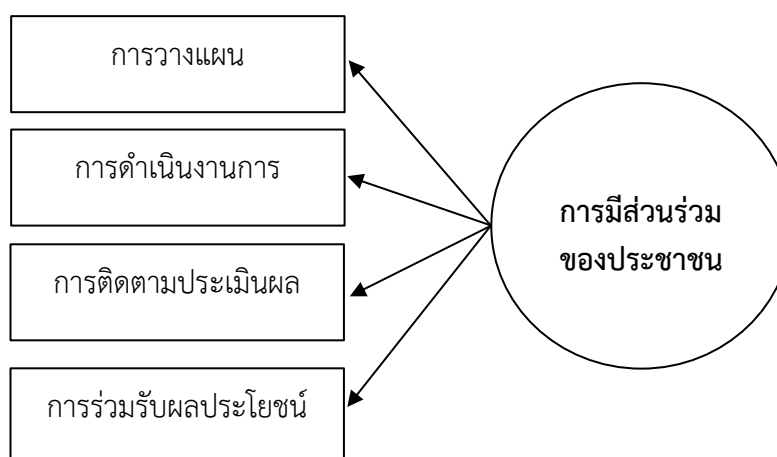 การวางแผน
การดำเนินงานการ
การติดตามประเมินผล
การร่วมรับผลประโยชน์
การมีส่วนร่วม
ของประชาชน